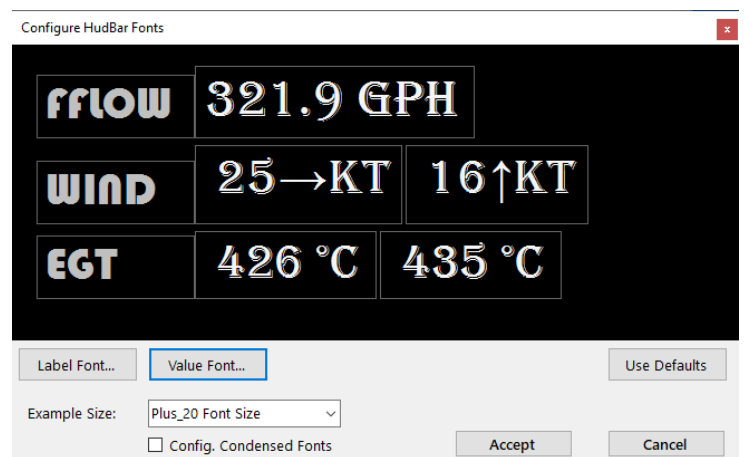 Configure HudBar Fonts
x
FFLOW 321.9 GPH
WIND 25→KT 16↑KT
EGT 426 °C 435 °C
Label Font... Value Font... Use Defaults
Example Size: Plus_20 Font Size
Config. Condensed Fonts Accept Cancel